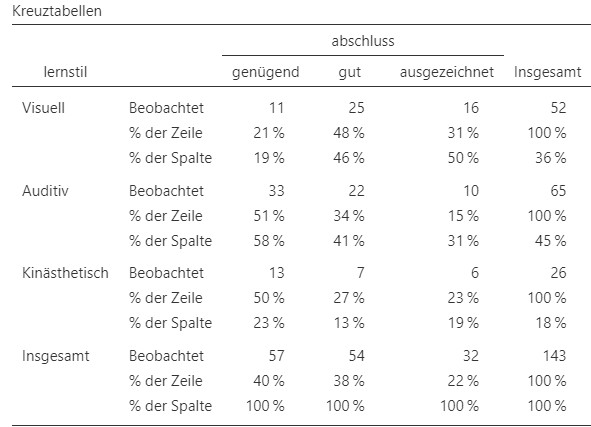 Kreuztabellen
abschluss
lernstil genügend gut ausgezeichnet Insgesamt
Visuell Beobachtet 11 25 16 52
% der Zeile 21 % 48 % 31 % 100 %
% der Spalte 19 % 46 % 50 % 36 %
Auditiv Beobachtet 33 22 10 65
% der Zeile 51 % 34 % 15 % 100 %
% der Spalte 58 % 41 % 31 % 45 %
Kinästhetisch Beobachtet 13 7 6 26
% der Zeile 50 % 27 % 23 % 100 %
% der Spalte 23 % 13 % 19 % 18 %
Insgesamt Beobachtet 57 54 32 143
% der Zeile 40 % 38 % 22 % 100 %
% der Spalte 100 % 100 % 100 % 100 %